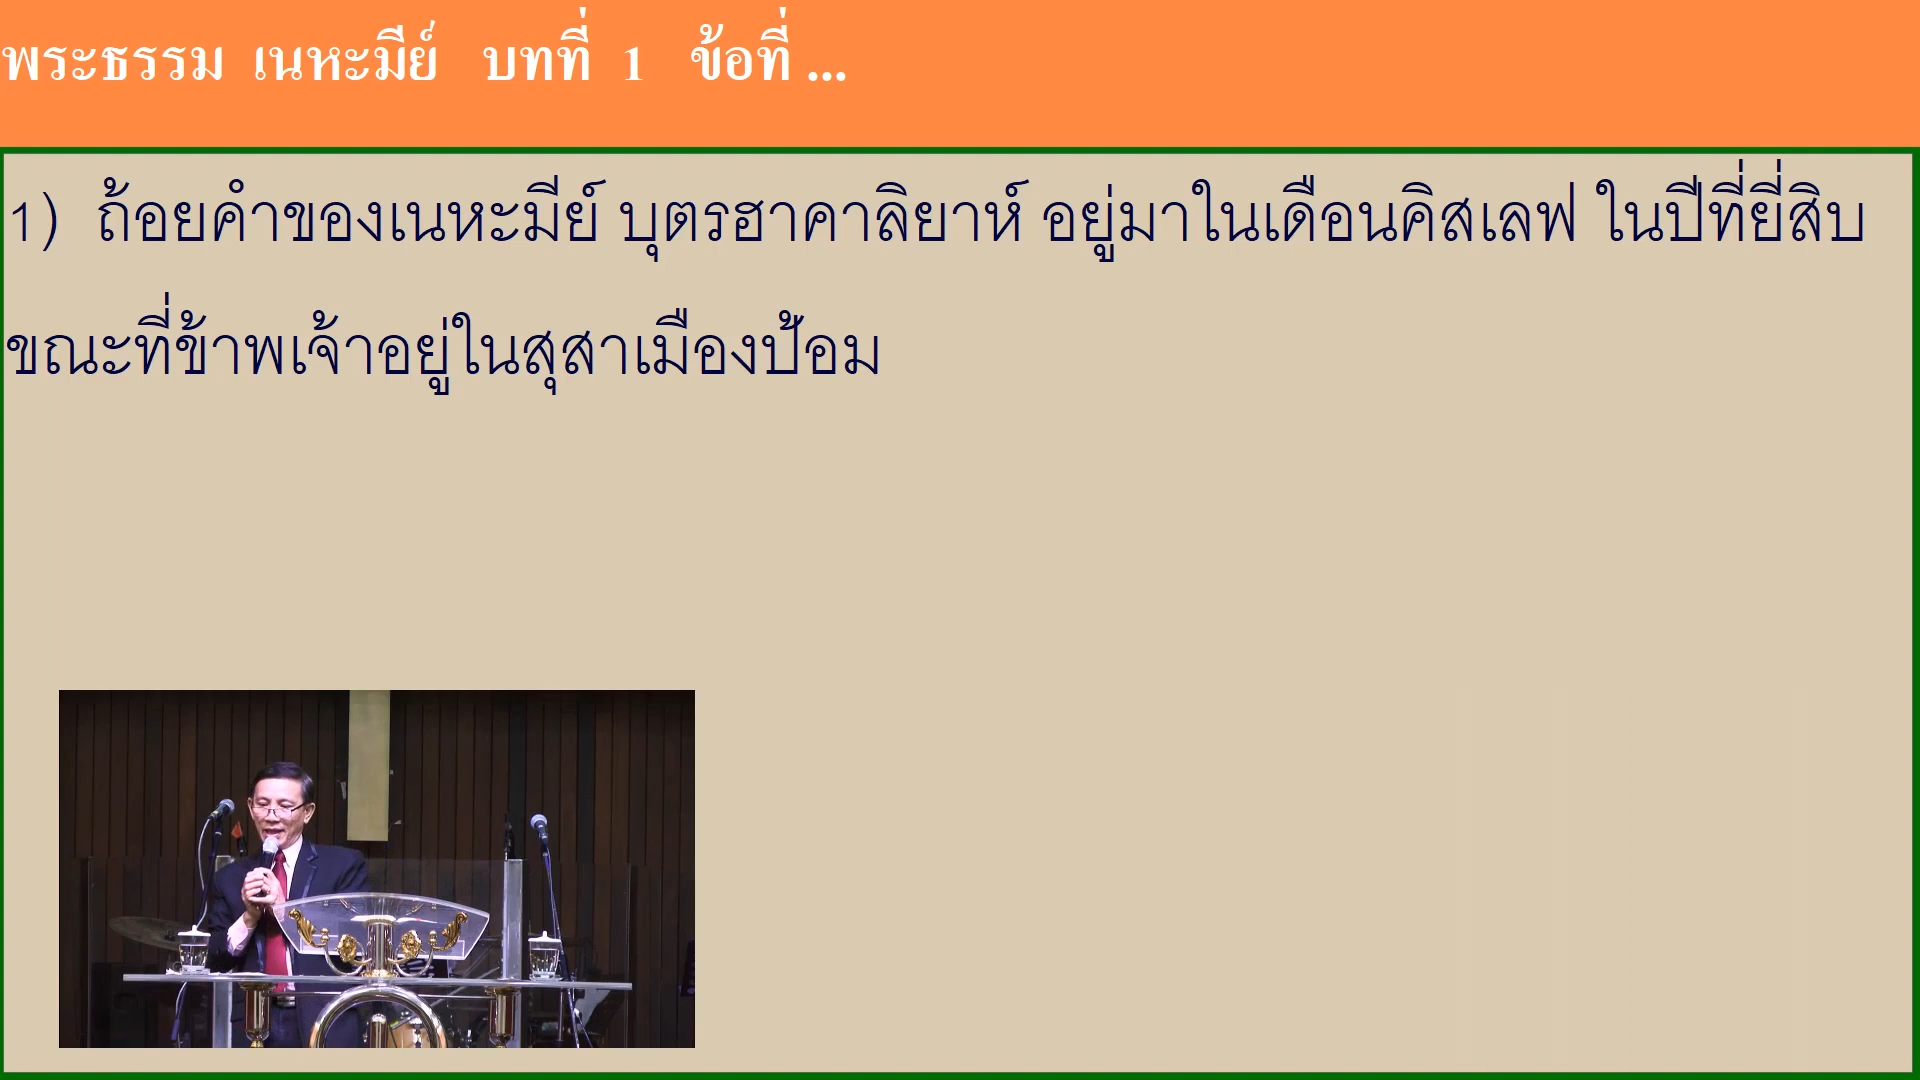 พระธรรม เนหะมีย์ บทที่ 1 ข้อที่ ...
1) ถ้อยคำของเนหะมีย์ บุตรฮาคาลิยาห์ อยู่มาในเดือนคิสเลฟ ในปีที่ยี่สิบ
ขณะที่ข้าพเจ้าอยู่ในสุสาเมืองป้อม